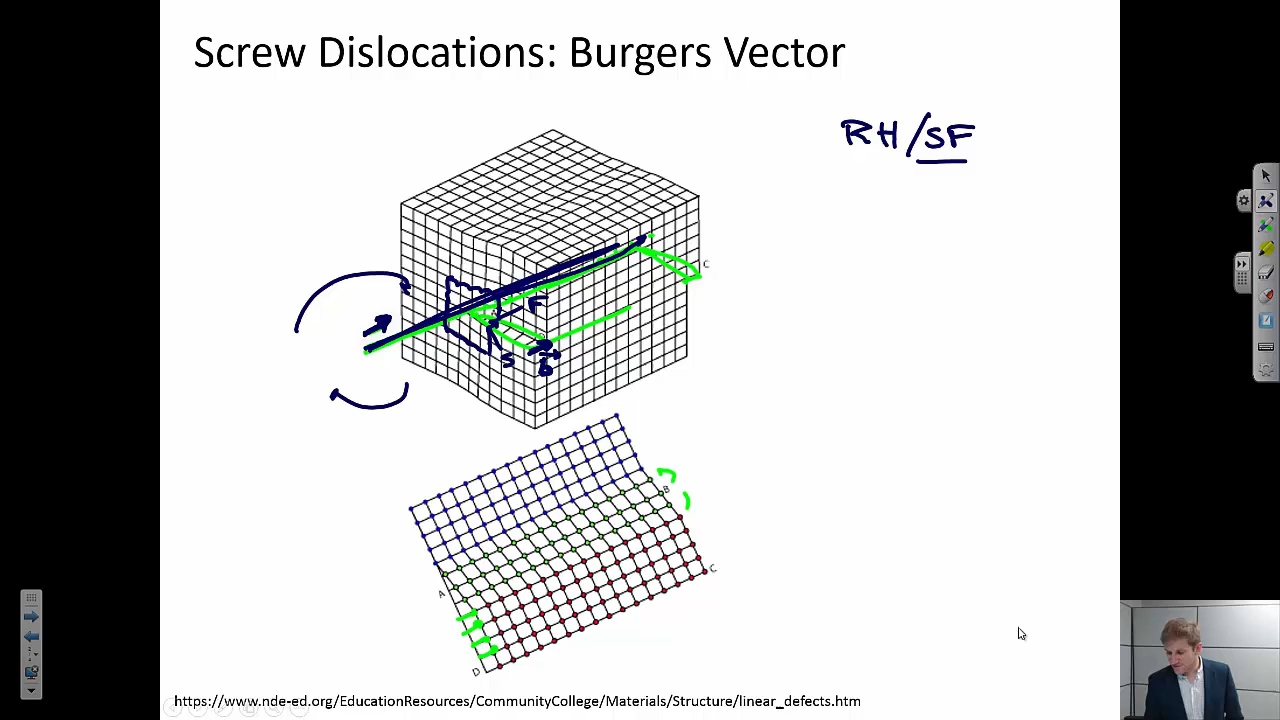 Screw Dislocations: Burgers Vector
RH/SF
C
F
S
b
B
C
A
D
https://www.nde-ed.org/EducationResources/CommunityCollege/Materials/Structure/linear_defects.htm